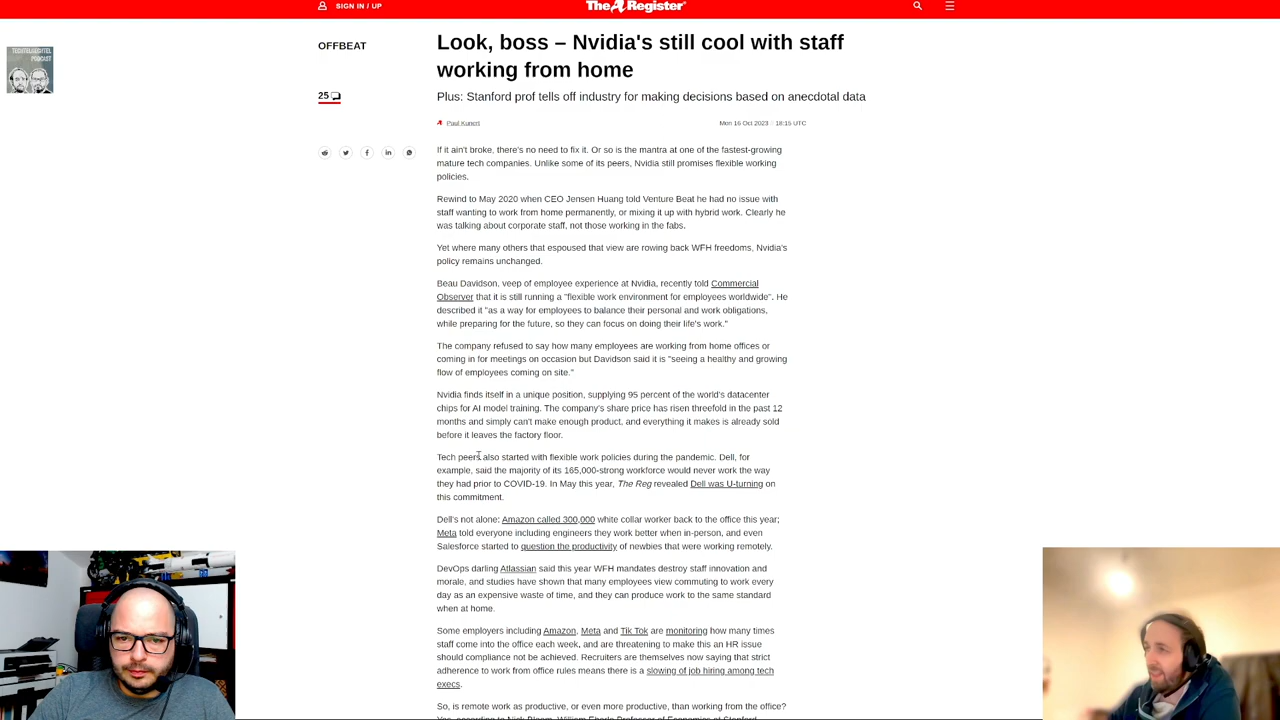 SIGN IN / UP
The Register
TECHTELMECHTEL
PODCAST
OFFBEAT
25
Look, boss – Nvidia's still cool with staff
working from home
Plus: Stanford prof tells off industry for making decisions based on anecdotal data
Paul Kunert
Mon 16 Oct 2023 | 18:15 UTC
If it ain't broke, there's no need to fix it. Or so is the mantra at one of the fastest-growing
mature tech companies. Unlike some of its peers, Nvidia still promises flexible working
policies.
Rewind to May 2020 when CEO Jensen Huang told Venture Beat he had no issue with
staff wanting to work from home permanently, or mixing it up with hybrid work. Clearly he
was talking about corporate staff, not those working in the fabs.
Yet where many others that espoused that view are rowing back WFH freedoms, Nvidia's
policy remains unchanged.
Beau Davidson, veep of employee experience at Nvidia, recently told Commercial
Observer that it is still running a "flexible work environment for employees worldwide". He
described it "as a way for employees to balance their personal and work obligations,
while preparing for the future, so they can focus on doing their life's work."
The company refused to say how many employees are working from home offices or
coming in for meetings on occasion but Davidson said it is "seeing a healthy and growing
flow of employees coming on site."
Nvidia finds itself in a unique position, supplying 95 percent of the world's datacenter
chips for AI model training. The company's share price has risen threefold in the past 12
months and simply can't make enough product, and everything it makes is already sold
before it leaves the factory floor.
Tech peers also started with flexible work policies during the pandemic. Dell, for
example, said the majority of its 165,000-strong workforce would never work the way
they had prior to COVID-19. In May this year, The Reg revealed Dell was U-turning on
this commitment.
Dell's not alone: Amazon called 300,000 white collar worker back to the office this year;
Meta told everyone including engineers they work better when in-person, and even
Salesforce started to question the productivity of newbies that were working remotely.
DevOps darling Atlassian said this year WFH mandates destroy staff innovation and
morale, and studies have shown that many employees view commuting to work every
day as an expensive waste of time, and they can produce work to the same standard
when at home.
Some employers including Amazon, Meta and Tik Tok are monitoring how many times
staff come into the office each week, and are threatening to make this an HR issue
should compliance not be achieved. Recruiters are themselves now saying that strict
adherence to work from office rules means there is a slowing of job hiring among tech
execs.
So, is remote work as productive, or even more productive, than working from the office?
Yes, according to Nick Bloom, William Eberle Professor of Economics at Stanford